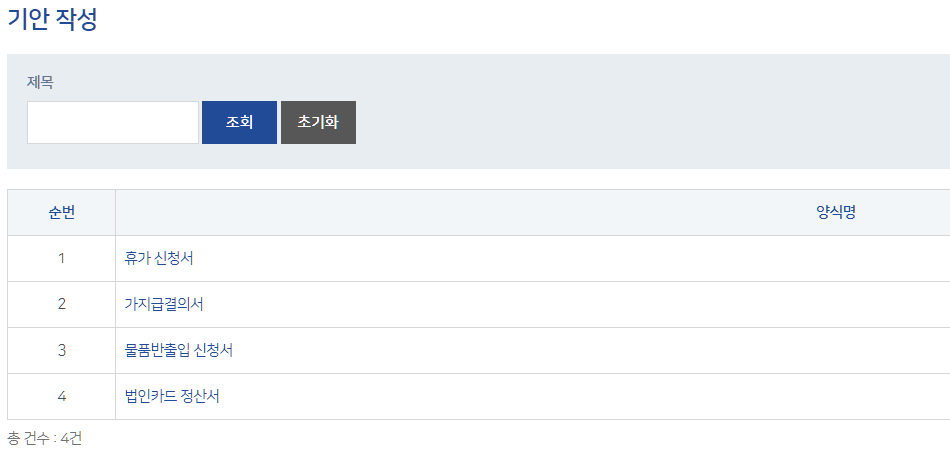 기안 작성
제목
조회 초기화
순번 양식명
1 휴가 신청서
2 가지급결의서
3 물품반출입 신청서
4 법인카드 정산서
총 건수 : 4건